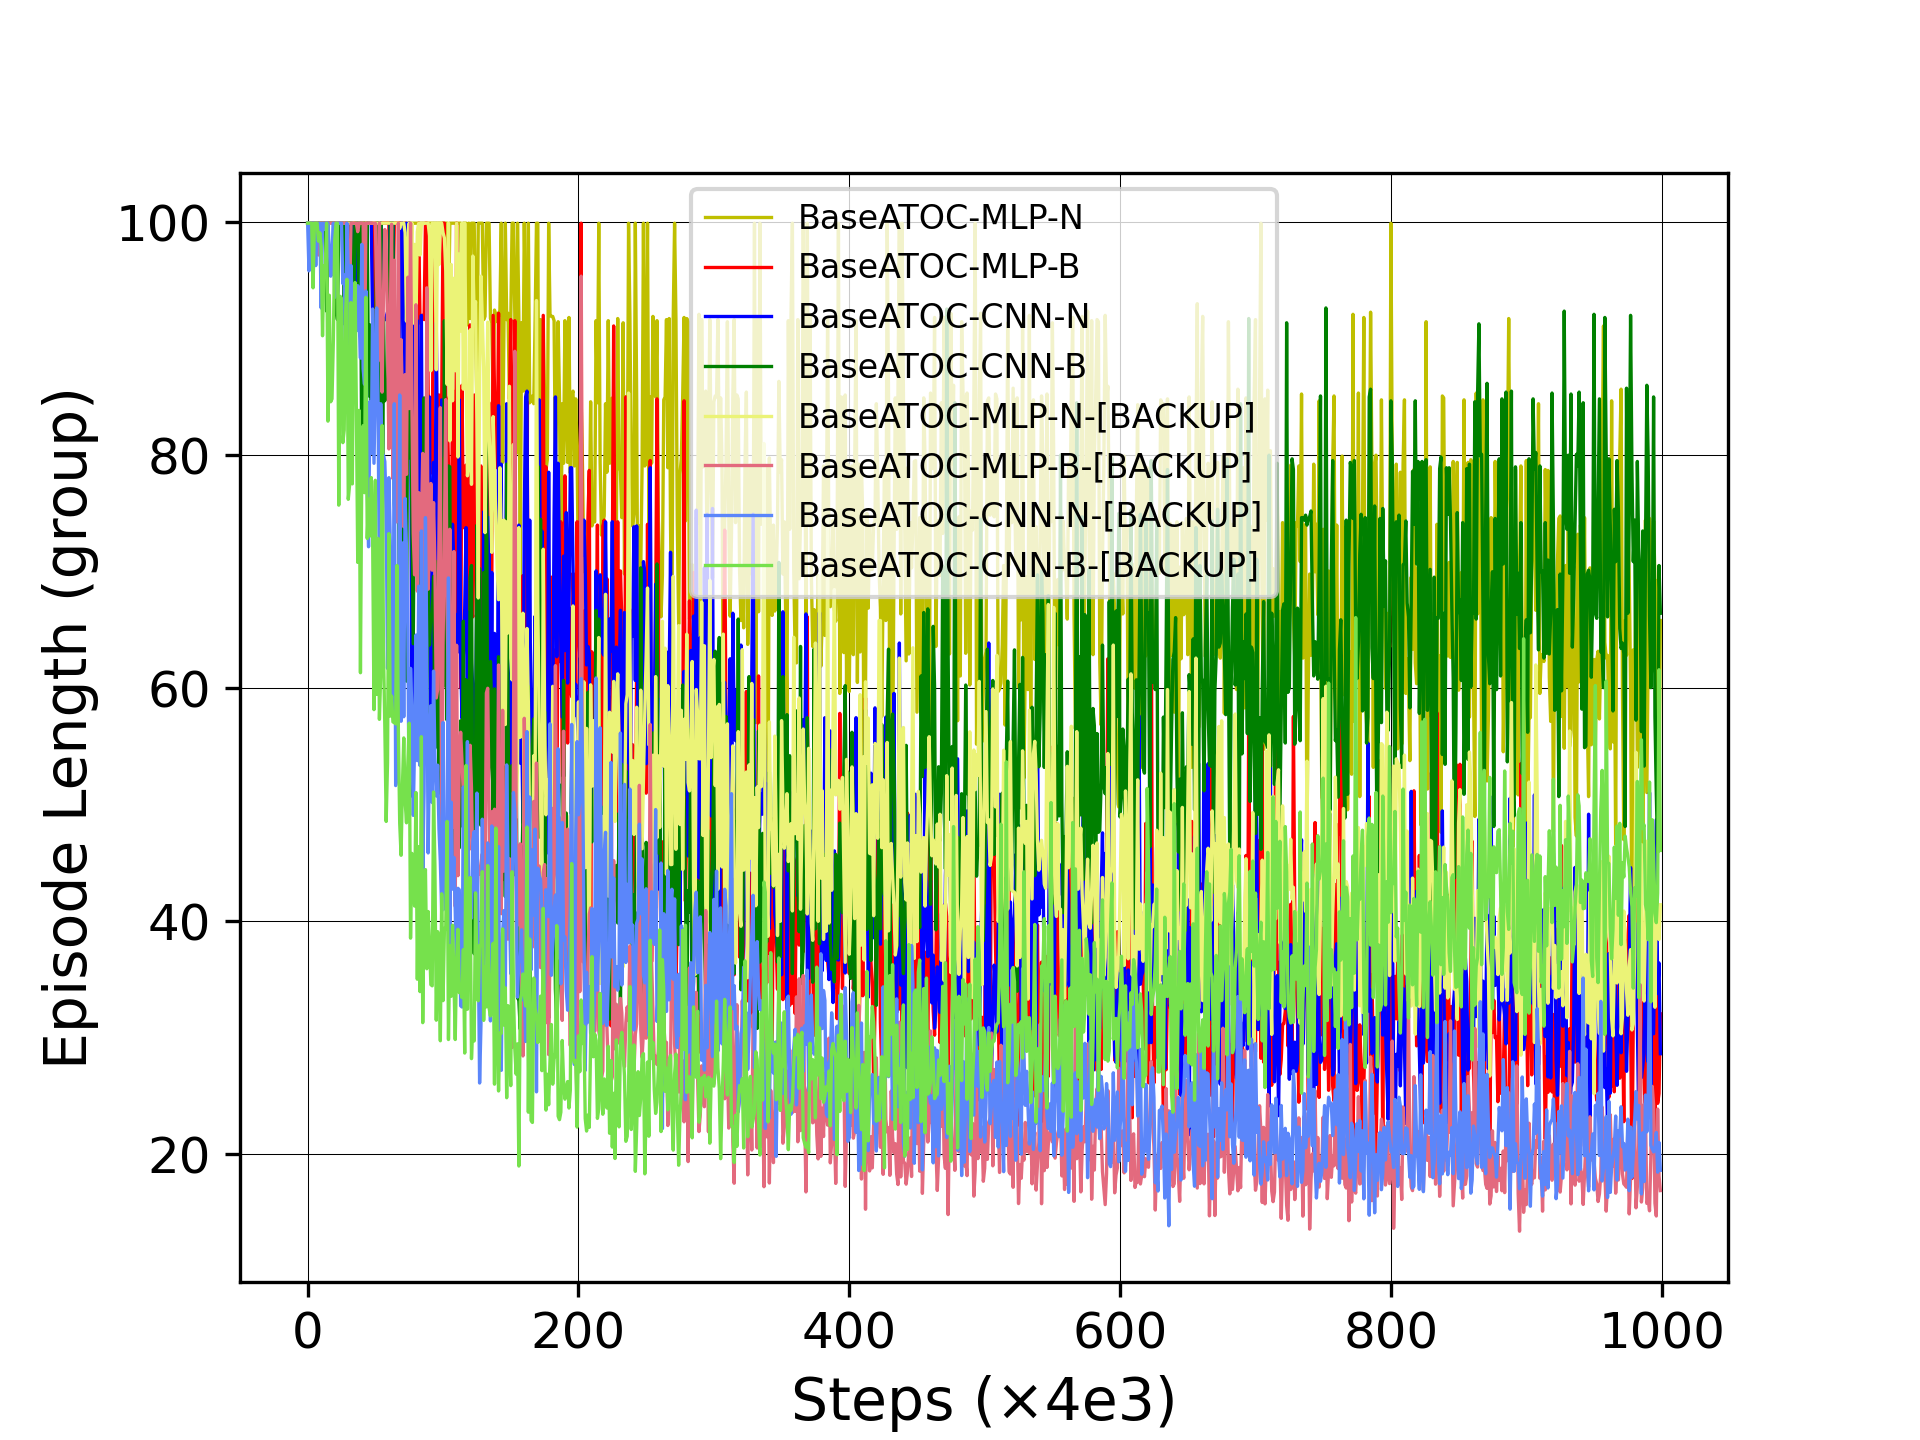 BaseATOC-MLP-N
BaseATOC-MLP-B
BaseATOC-CNN-N
BaseATOC-CNN-B
BaseATOC-MLP-N-[BACKUP]
BaseATOC-MLP-B-[BACKUP]
BaseATOC-CNN-N-[BACKUP]
BaseATOC-CNN-B-[BACKUP]
Episode Length (group)
100
80
60
40
20
0 200 400 600 800 1000
Steps (×4e3)